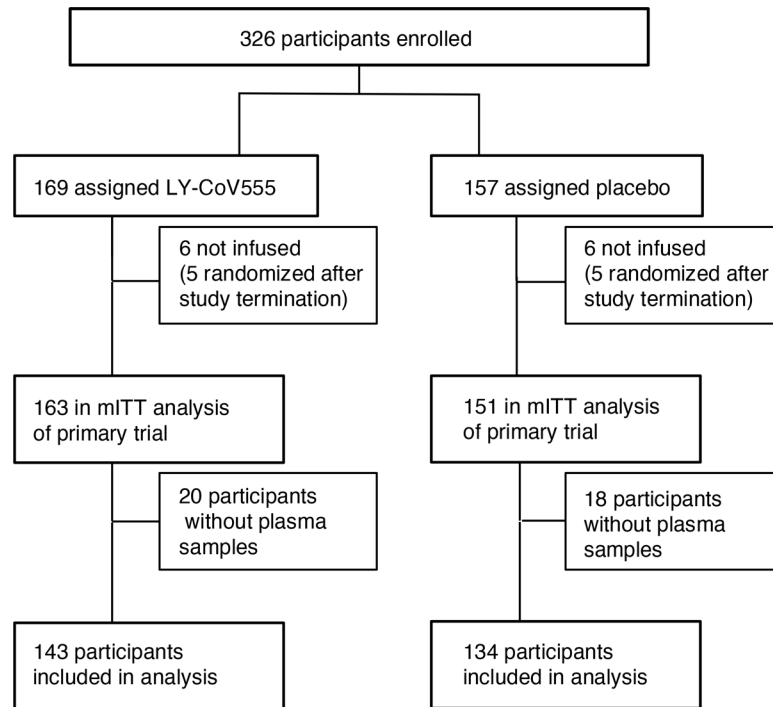 326 participants enrolled
169 assigned LY-CoV555
157 assigned placebo
6 not infused
(5 randomized after
study termination)
6 not infused
(5 randomized after
study termination)
163 in mITT analysis
of primary trial
151 in mITT analysis
of primary trial
20 participants
without plasma
samples
18 participants
without plasma
samples
143 participants
included in analysis
134 participants
included in analysis